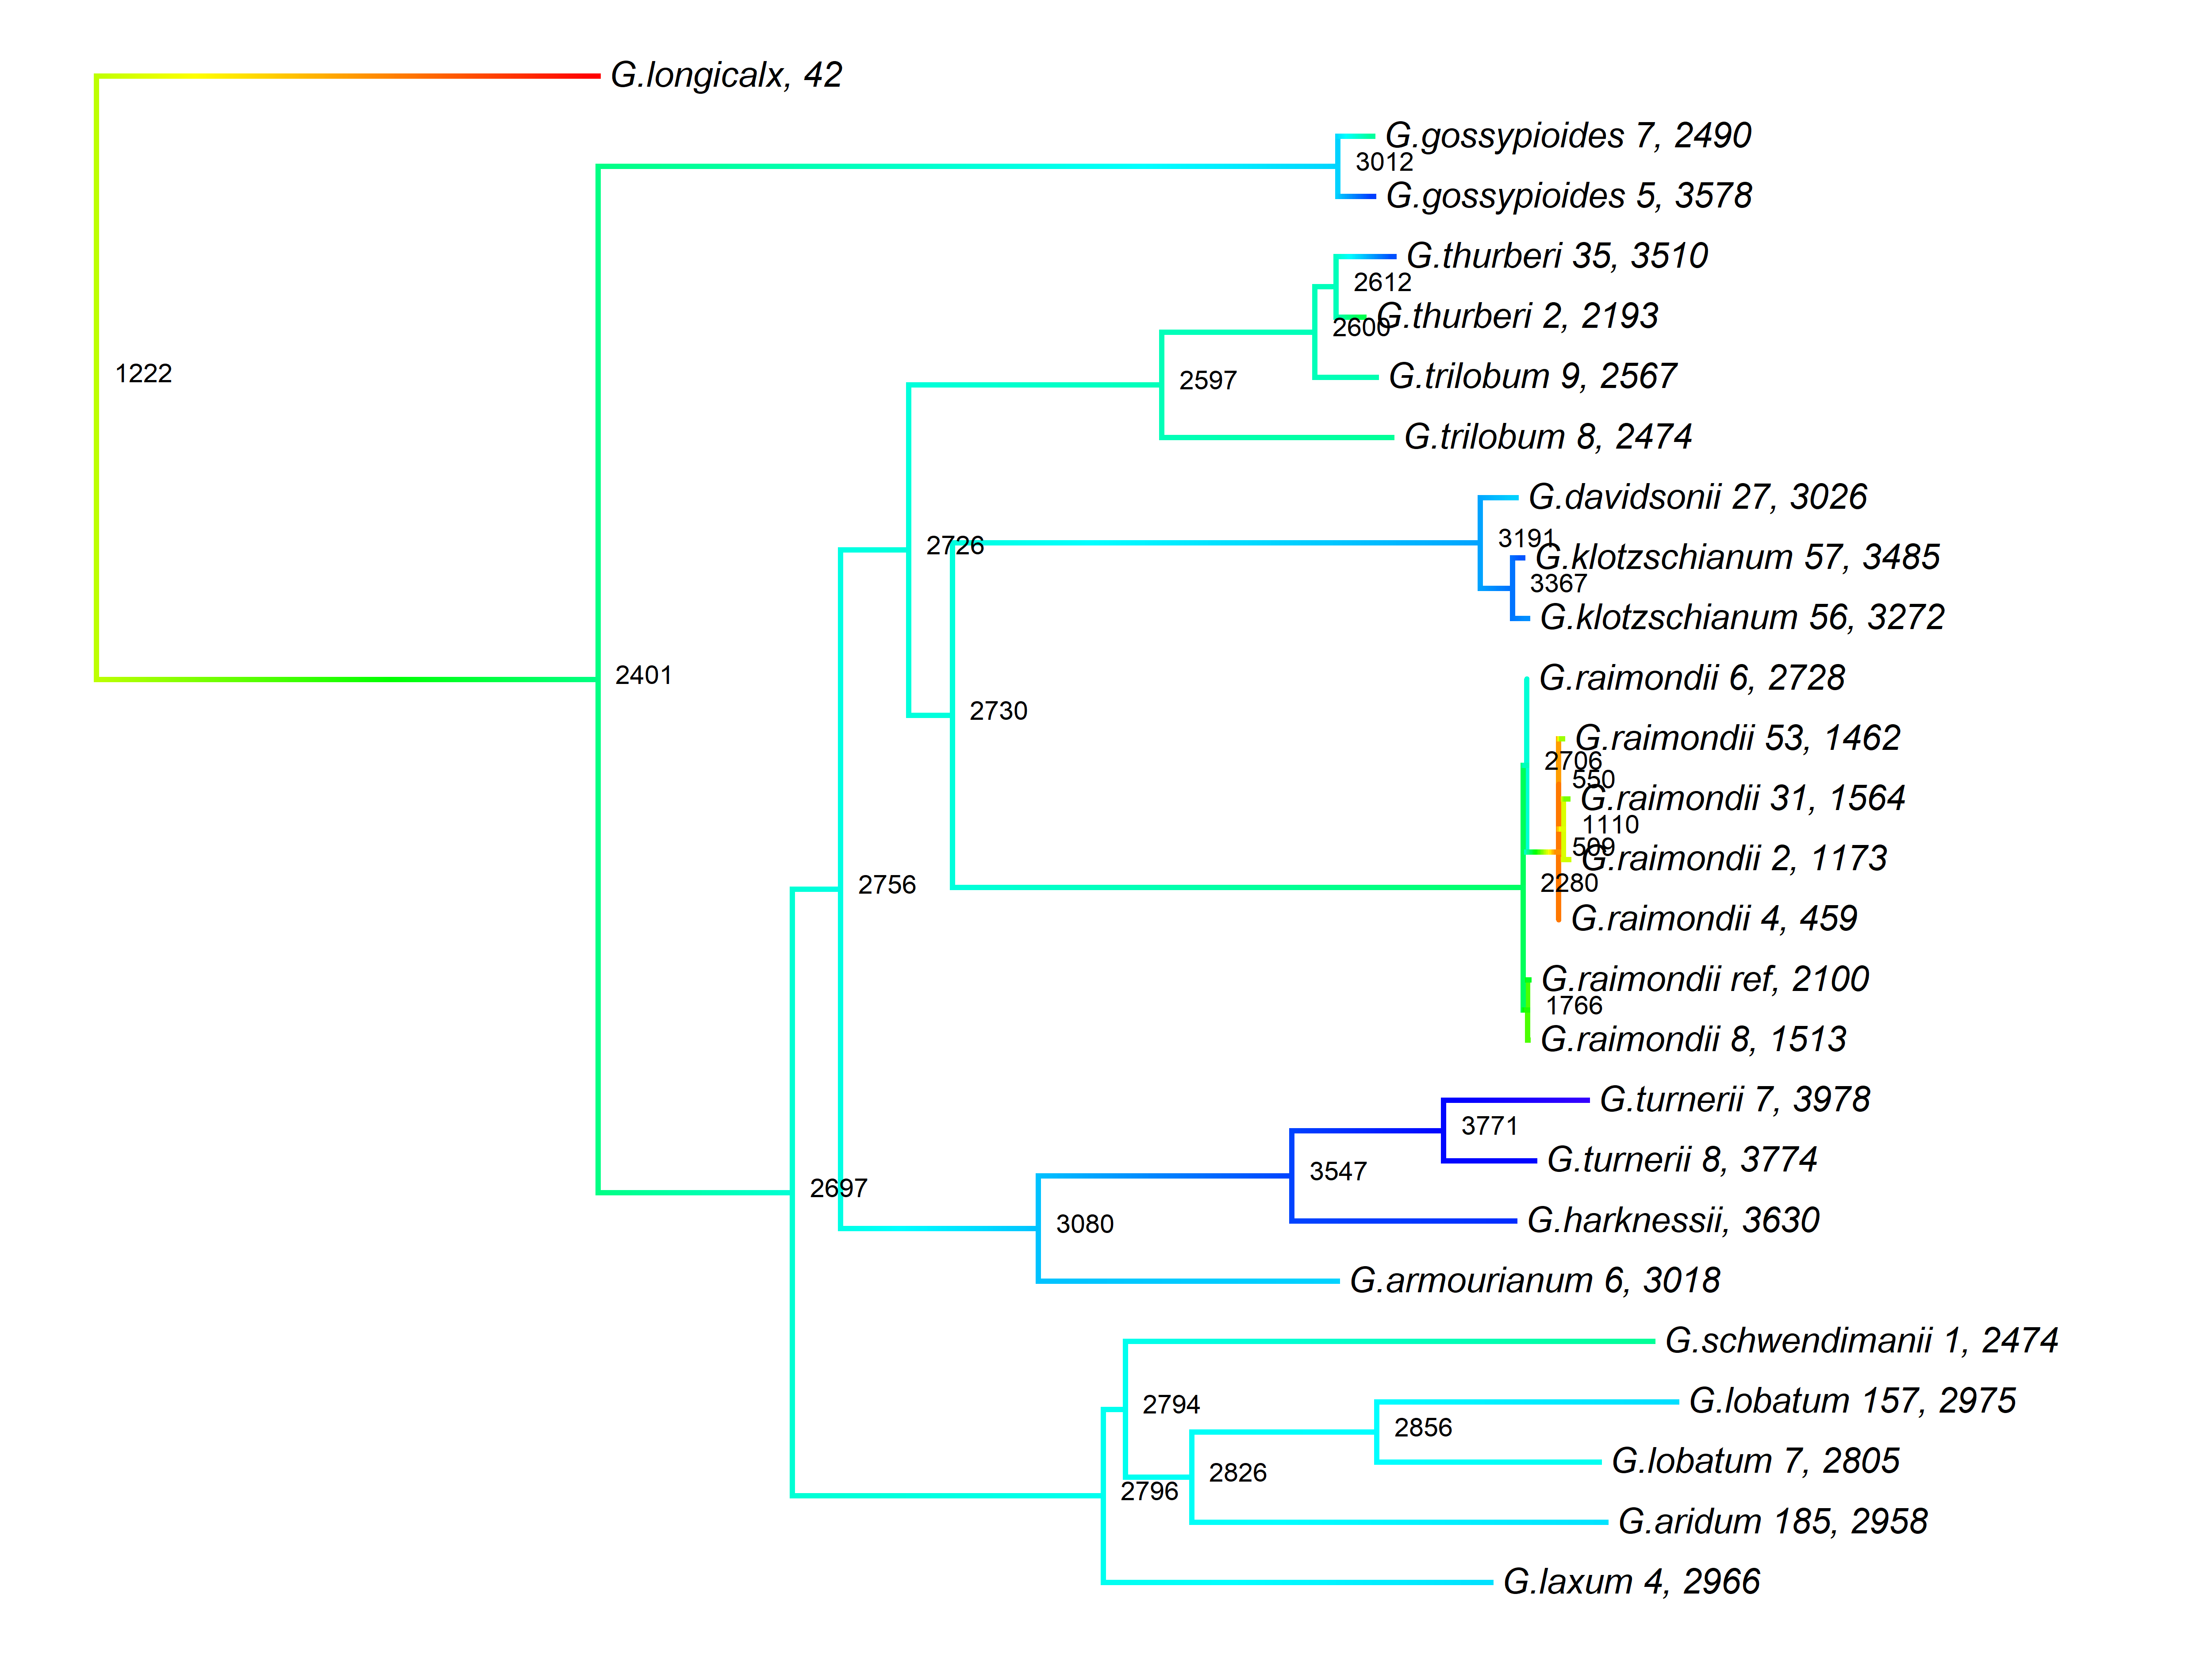 G.longicalx, 42
G.gossypioides 7, 2490
3012
G.gossypioides 5, 3578
G.thurberi 35, 3510
2612
G.thurberi 2, 2193
2600
1222
G.trilobum 9, 2567
2597
G.trilobum 8, 2474
G.davidsonii 27, 3026
3191
2726
G.klotzschianum 57, 3485
3367
G.klotzschianum 56, 3272
2401
G.raimondii 6, 2728
2730
G.raimondii 53, 1462
2706
550
G.raimondii 31, 1564
1110
509
G.raimondii 2, 1173
2280
2756
G.raimondii 4, 459
G.raimondii ref, 2100
1766
G.raimondii 8, 1513
G.turnerii 7, 3978
3771
G.turnerii 8, 3774
3547
2697
G.harknessii, 3630
3080
G.armourianum 6, 3018
G.schwendimanii 1, 2474
2794
G.lobatum 157, 2975
2856
G.lobatum 7, 2805
2826
2796
G.aridum 185, 2958
G.laxum 4, 2966